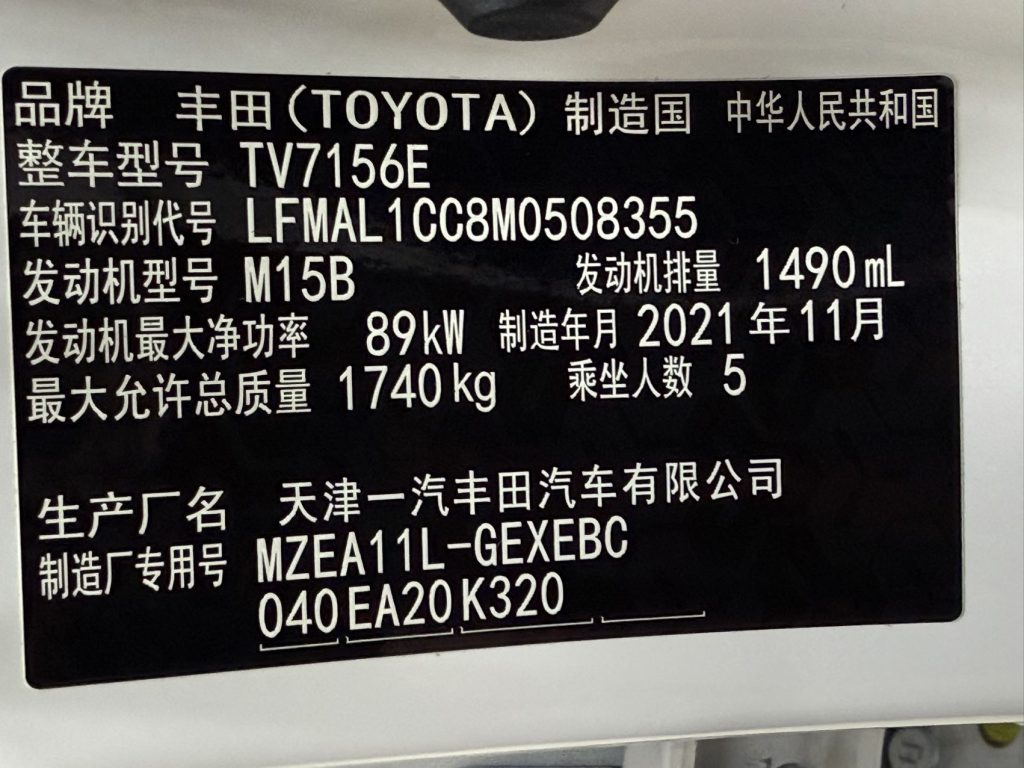 品牌 丰田(TOYOTA) 制造国 中华人民共和国
整车型号 TV7156E
车辆识别代号 LFMAL1CC8M0508355
发动机型号 M15B 发动机排量 1490mL
发动机最大净功率 89kW 制造年月 2021年11月
最大允许总质量 1740kg 乘坐人数 5
生产厂名 天津一汽丰田汽车有限公司
制造厂专用号 MZEA11L-GEXEBC
040 EA20 K320